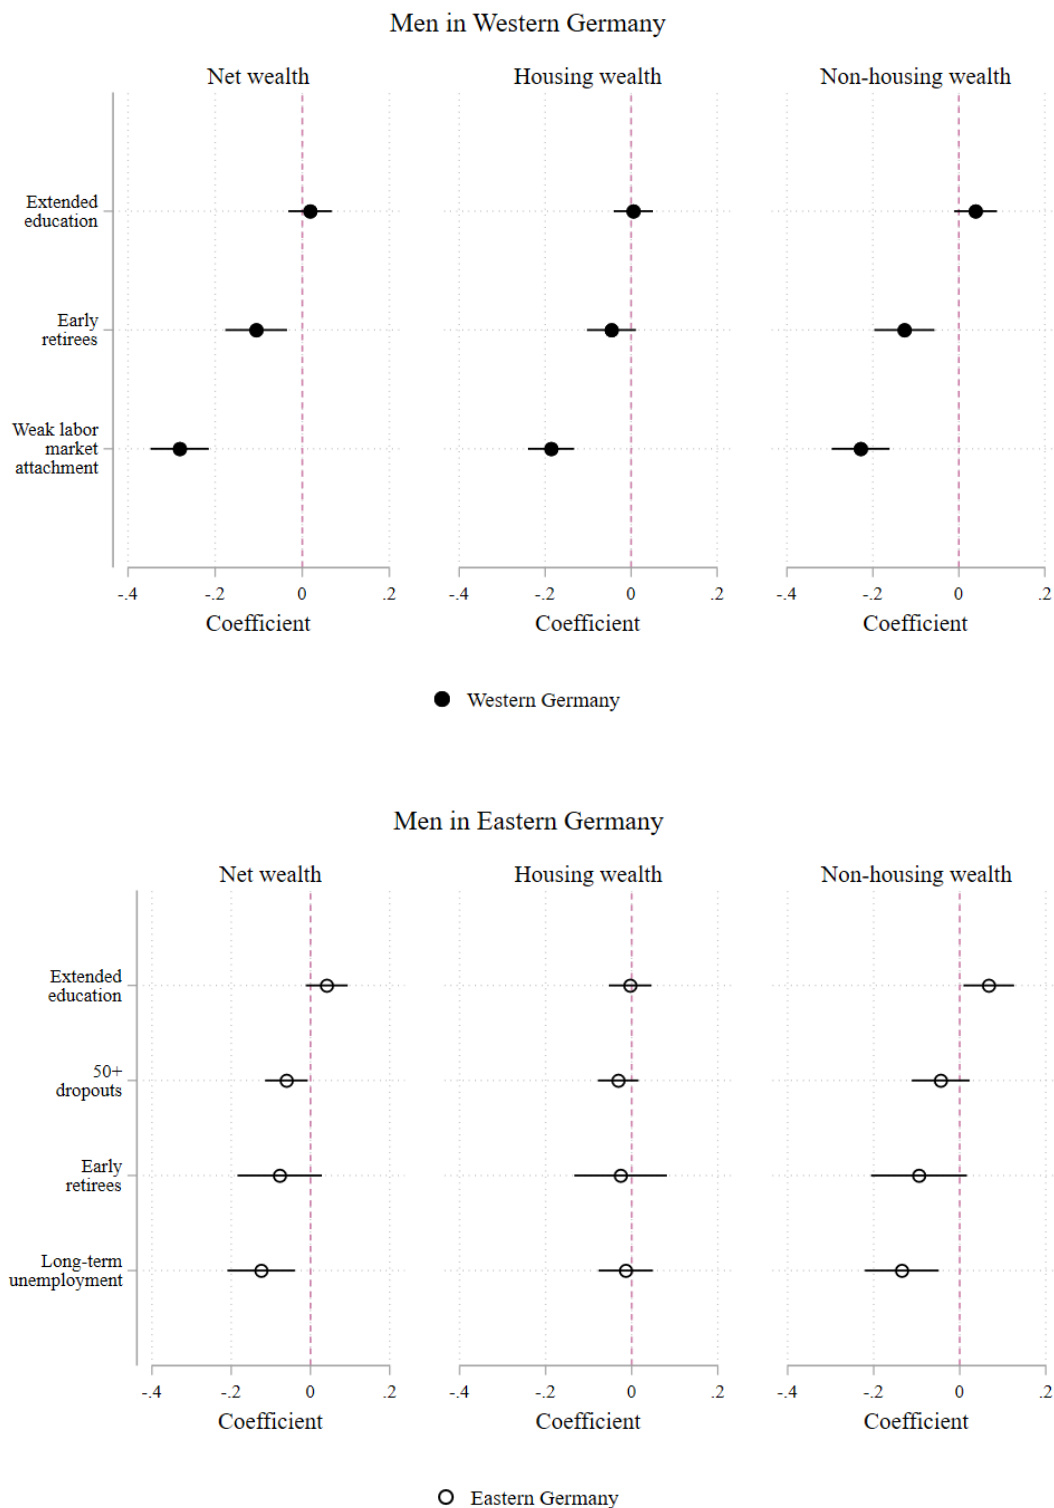 Men in Western Germany
Net wealth
Housing wealth
Non-housing wealth
Extended
education
Early
retirees
Weak labor
market
attachment
-.4 -.2 0 .2
-.4 -.2 0 .2
-.4 -.2 0 .2
Coefficient
Coefficient
Coefficient
Western Germany
Men in Eastern Germany
Net wealth
Housing wealth
Non-housing wealth
Extended
education
50+
dropouts
Early
retirees
Long-term
unemployment
-.4 -.2 0 .2
-.4 -.2 0 .2
-.4 -.2 0 .2
Coefficient
Coefficient
Coefficient
Eastern Germany